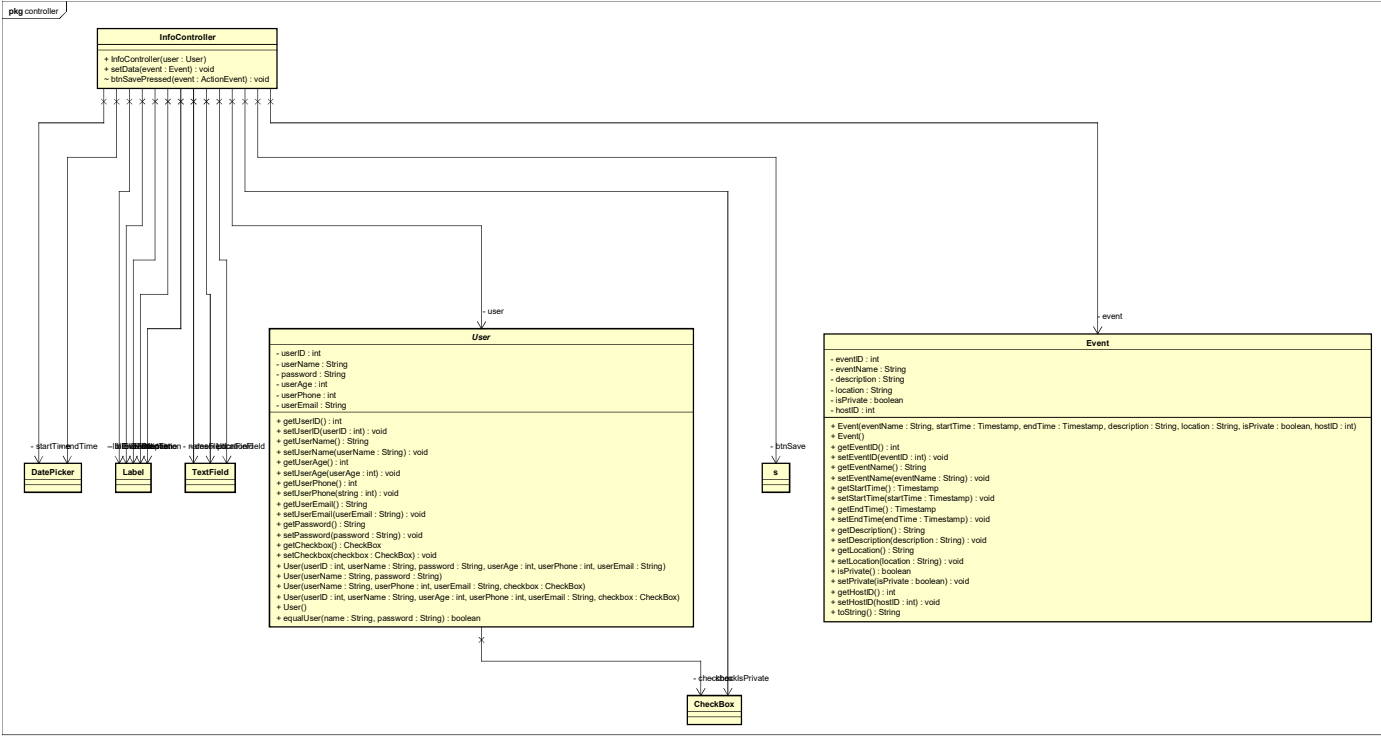 pkg controller
InfoController
+ InfoController(user : User)
+ setData(event : Event) : void
~ btnSavePressed(event : ActionEvent) : void
- user
- event
User
- userID : int
- userName : String
- password : String
- userAge : int
- userPhone : int
- userEmail : String
+ getUserID() : int
+ setUserID(userID : int) : void
+ getUserName() : String
+ setUserName(userName : String) : void
+ getUserAge() : int
+ setUserAge(userAge : int) : void
+ getUserPhone() : int
+ setUserPhone(string : int) : void
+ getUserEmail() : String
+ setUserEmail(userEmail : String) : void
+ getPassword() : String
+ setPassword(password : String) : void
+ getCheckbox() : CheckBox
+ setCheckbox(checkbox : CheckBox) : void
+ User(userID : int, userName : String, password : String, userAge : int, userPhone : int, userEmail : String)
+ User(userName : String, password : String)
+ User(userName : String, userPhone : int, userEmail : String, checkbox : CheckBox)
+ User(userID : int, userName : String, userAge : int, userPhone : int, userEmail : String, checkbox : CheckBox)
+ User()
+ equalUser(name : String, password : String) : boolean
Event
- eventID : int
- eventName : String
- description : String
- location : String
- isPrivate : boolean
- hostID : int
+ Event(eventName : String, startTime : Timestamp, endTime : Timestamp, description : String, location : String, isPrivate : boolean, hostID : int)
+ Event()
+ getEventID() : int
+ setEventID(eventID : int) : void
+ getEventName() : String
+ setEventName(eventName : String) : void
+ getStartTime() : Timestamp
+ setStartTime(startTime : Timestamp) : void
+ getEndTime() : Timestamp
+ setEndTime(endTime : Timestamp) : void
+ getDescription() : String
+ setDescription(description : String) : void
+ getLocation() : String
+ setLocation(location : String) : void
+ isPrivate() : boolean
+ setPrivate(isPrivate : boolean) : void
+ getHostID() : int
+ setHostID(hostID : int) : void
+ toString() : String
- startTime
endTime
- btnSave
DatePicker
Label
TextField
s
- checkbox
checkIsPrivate
CheckBox